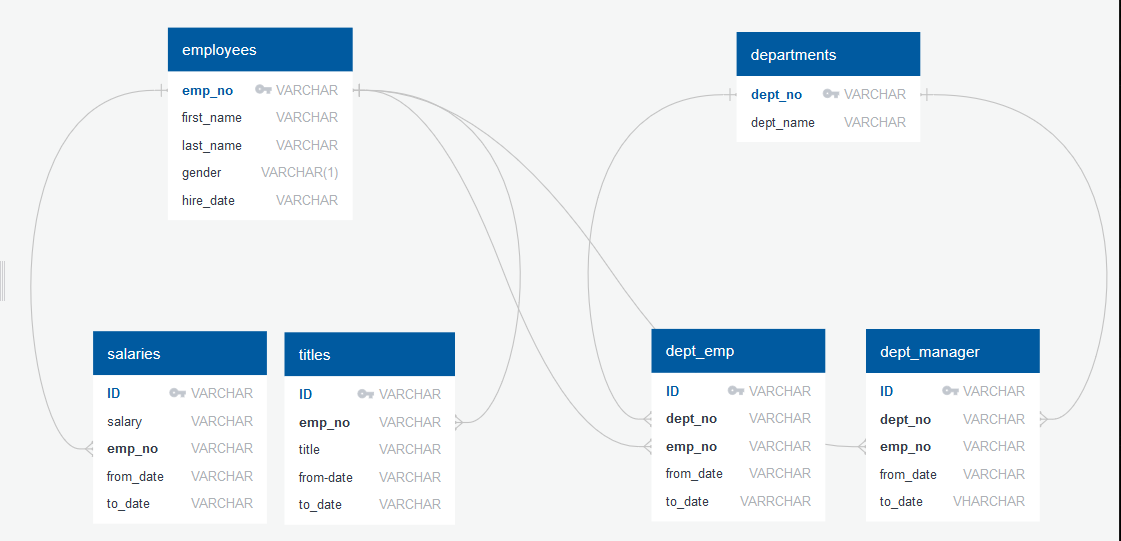 employees
emp_no VARCHAR
first_name VARCHAR
last_name VARCHAR
gender VARCHAR(1)
hire_date VARCHAR
departments
dept_no VARCHAR
dept_name VARCHAR
salaries
ID VARCHAR
salary VARCHAR
emp_no VARCHAR
from_date VARCHAR
to_date VARCHAR
titles
ID VARCHAR
emp_no VARCHAR
title VARCHAR
from-date VARCHAR
to_date VARCHAR
dept_emp
ID VARCHAR
dept_no VARCHAR
emp_no VARCHAR
from_date VARCHAR
to_date VARRCHAR
dept_manager
ID VARCHAR
dept_no VARCHAR
emp_no VARCHAR
from_date VARCHAR
to_date VHARCHAR